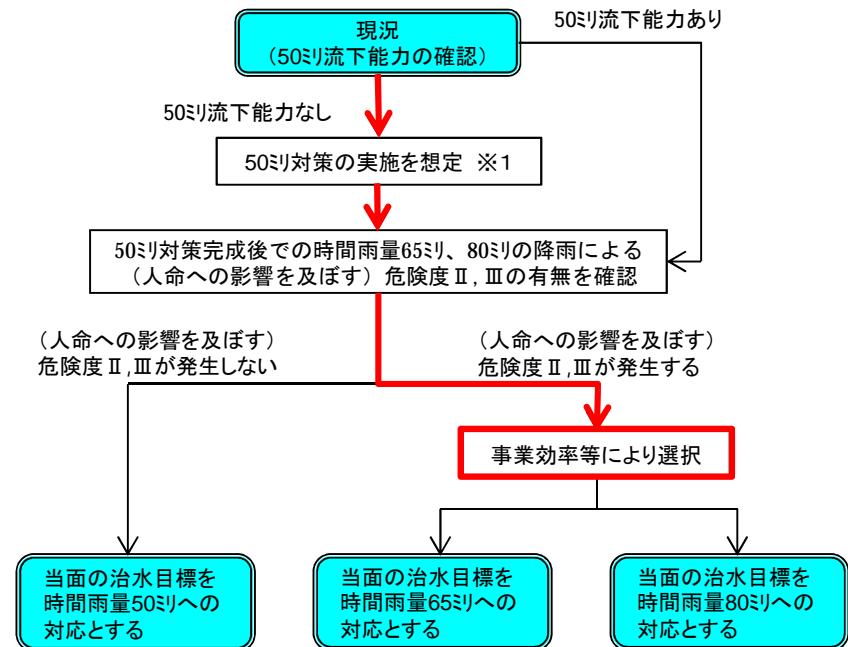 現況
（50ﾐﾘ流下能力の確認）
50ﾐﾘ流下能力あり
50ﾐﾘ流下能力なし
50ﾐﾘ対策の実施を想定 ※1
50ﾐﾘ対策完成後での時間雨量65ﾐﾘ、80ﾐﾘの降雨による
（人命への影響を及ぼす）危険度Ⅱ,Ⅲの有無を確認
（人命への影響を及ぼす）
危険度Ⅱ,Ⅲが発生しない
（人命への影響を及ぼす）
危険度Ⅱ,Ⅲが発生する
事業効率等により選択
当面の治水目標を
時間雨量50ﾐﾘへの
対応とする
当面の治水目標を
時間雨量65ﾐﾘへの
対応とする
当面の治水目標を
時間雨量80ﾐﾘへの
対応とする